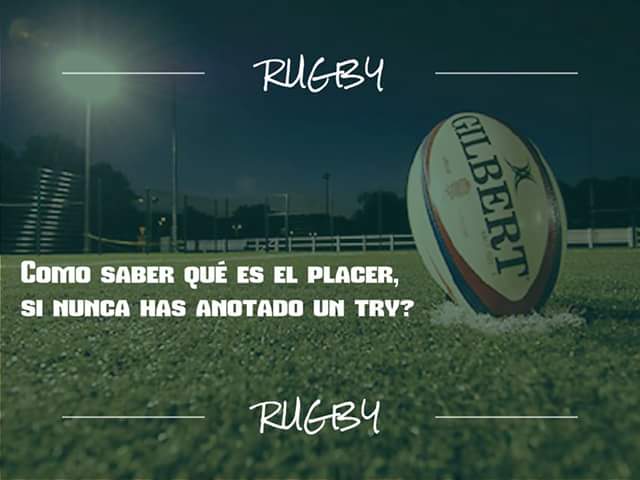 RUGBY
GILBERT
Como saber qué es el placer,
si nunca has anotado un try?
RUGBY